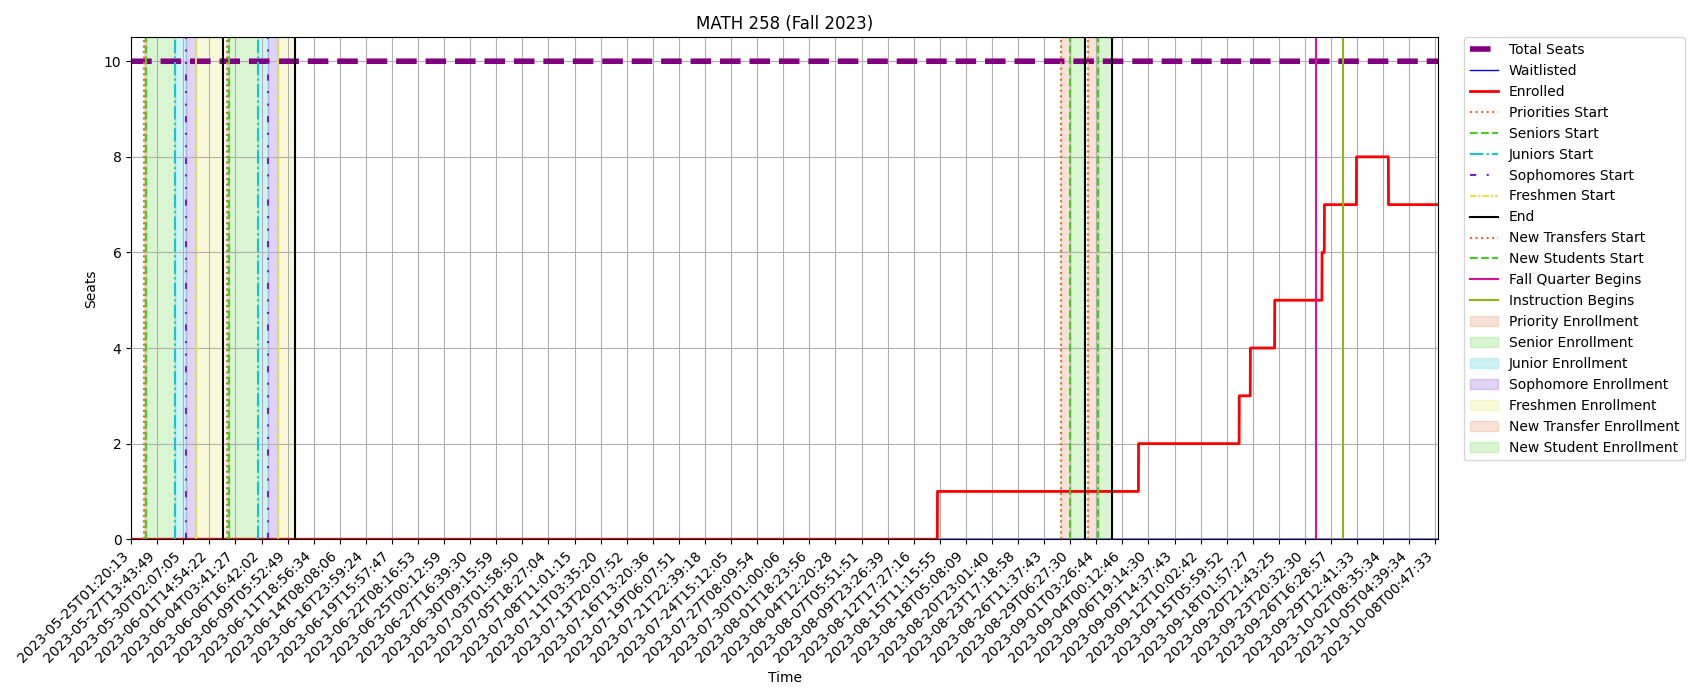 MATH 258 (Fall 2023)
Seats
10
8
6
4
2
0
2023-05-25T01:20:13
2023-05-27T13:43:49
2023-05-30T02:07:05
2023-06-01T14:54:22
2023-06-04T03:41:27
2023-06-06T16:42:02
2023-06-09T05:52:49
2023-06-11T18:56:34
2023-06-14T08:08:06
2023-06-16T23:59:24
2023-06-19T15:57:47
2023-06-22T08:16:53
2023-06-25T00:12:59
2023-06-27T16:39:30
2023-06-30T09:15:59
2023-07-03T01:58:50
2023-07-05T18:27:04
2023-07-08T11:01:15
2023-07-11T03:35:20
2023-07-13T20:07:52
2023-07-16T13:20:36
2023-07-19T06:07:51
2023-07-21T22:39:18
2023-07-24T15:12:05
2023-07-27T08:09:54
2023-07-30T01:00:06
2023-08-01T18:23:56
2023-08-04T12:20:28
2023-08-07T05:51:51
2023-08-09T23:26:39
2023-08-12T17:27:16
2023-08-15T11:15:55
2023-08-18T05:08:09
2023-08-20T23:01:40
2023-08-23T17:18:58
2023-08-26T11:37:43
2023-08-29T06:27:30
2023-09-01T03:26:44
2023-09-04T00:12:46
2023-09-06T19:14:30
2023-09-09T14:37:43
2023-09-12T10:02:42
2023-09-15T05:59:52
2023-09-18T01:57:27
2023-09-20T21:43:25
2023-09-23T20:32:30
2023-09-26T16:28:57
2023-09-29T12:41:33
2023-10-02T08:35:34
2023-10-05T04:39:34
2023-10-08T00:47:33
Time
Total Seats
Waitlisted
Enrolled
Priorities Start
Seniors Start
Juniors Start
Sophomores Start
Freshmen Start
End
New Transfers Start
New Students Start
Fall Quarter Begins
Instruction Begins
Priority Enrollment
Senior Enrollment
Junior Enrollment
Sophomore Enrollment
Freshmen Enrollment
New Transfer Enrollment
New Student Enrollment